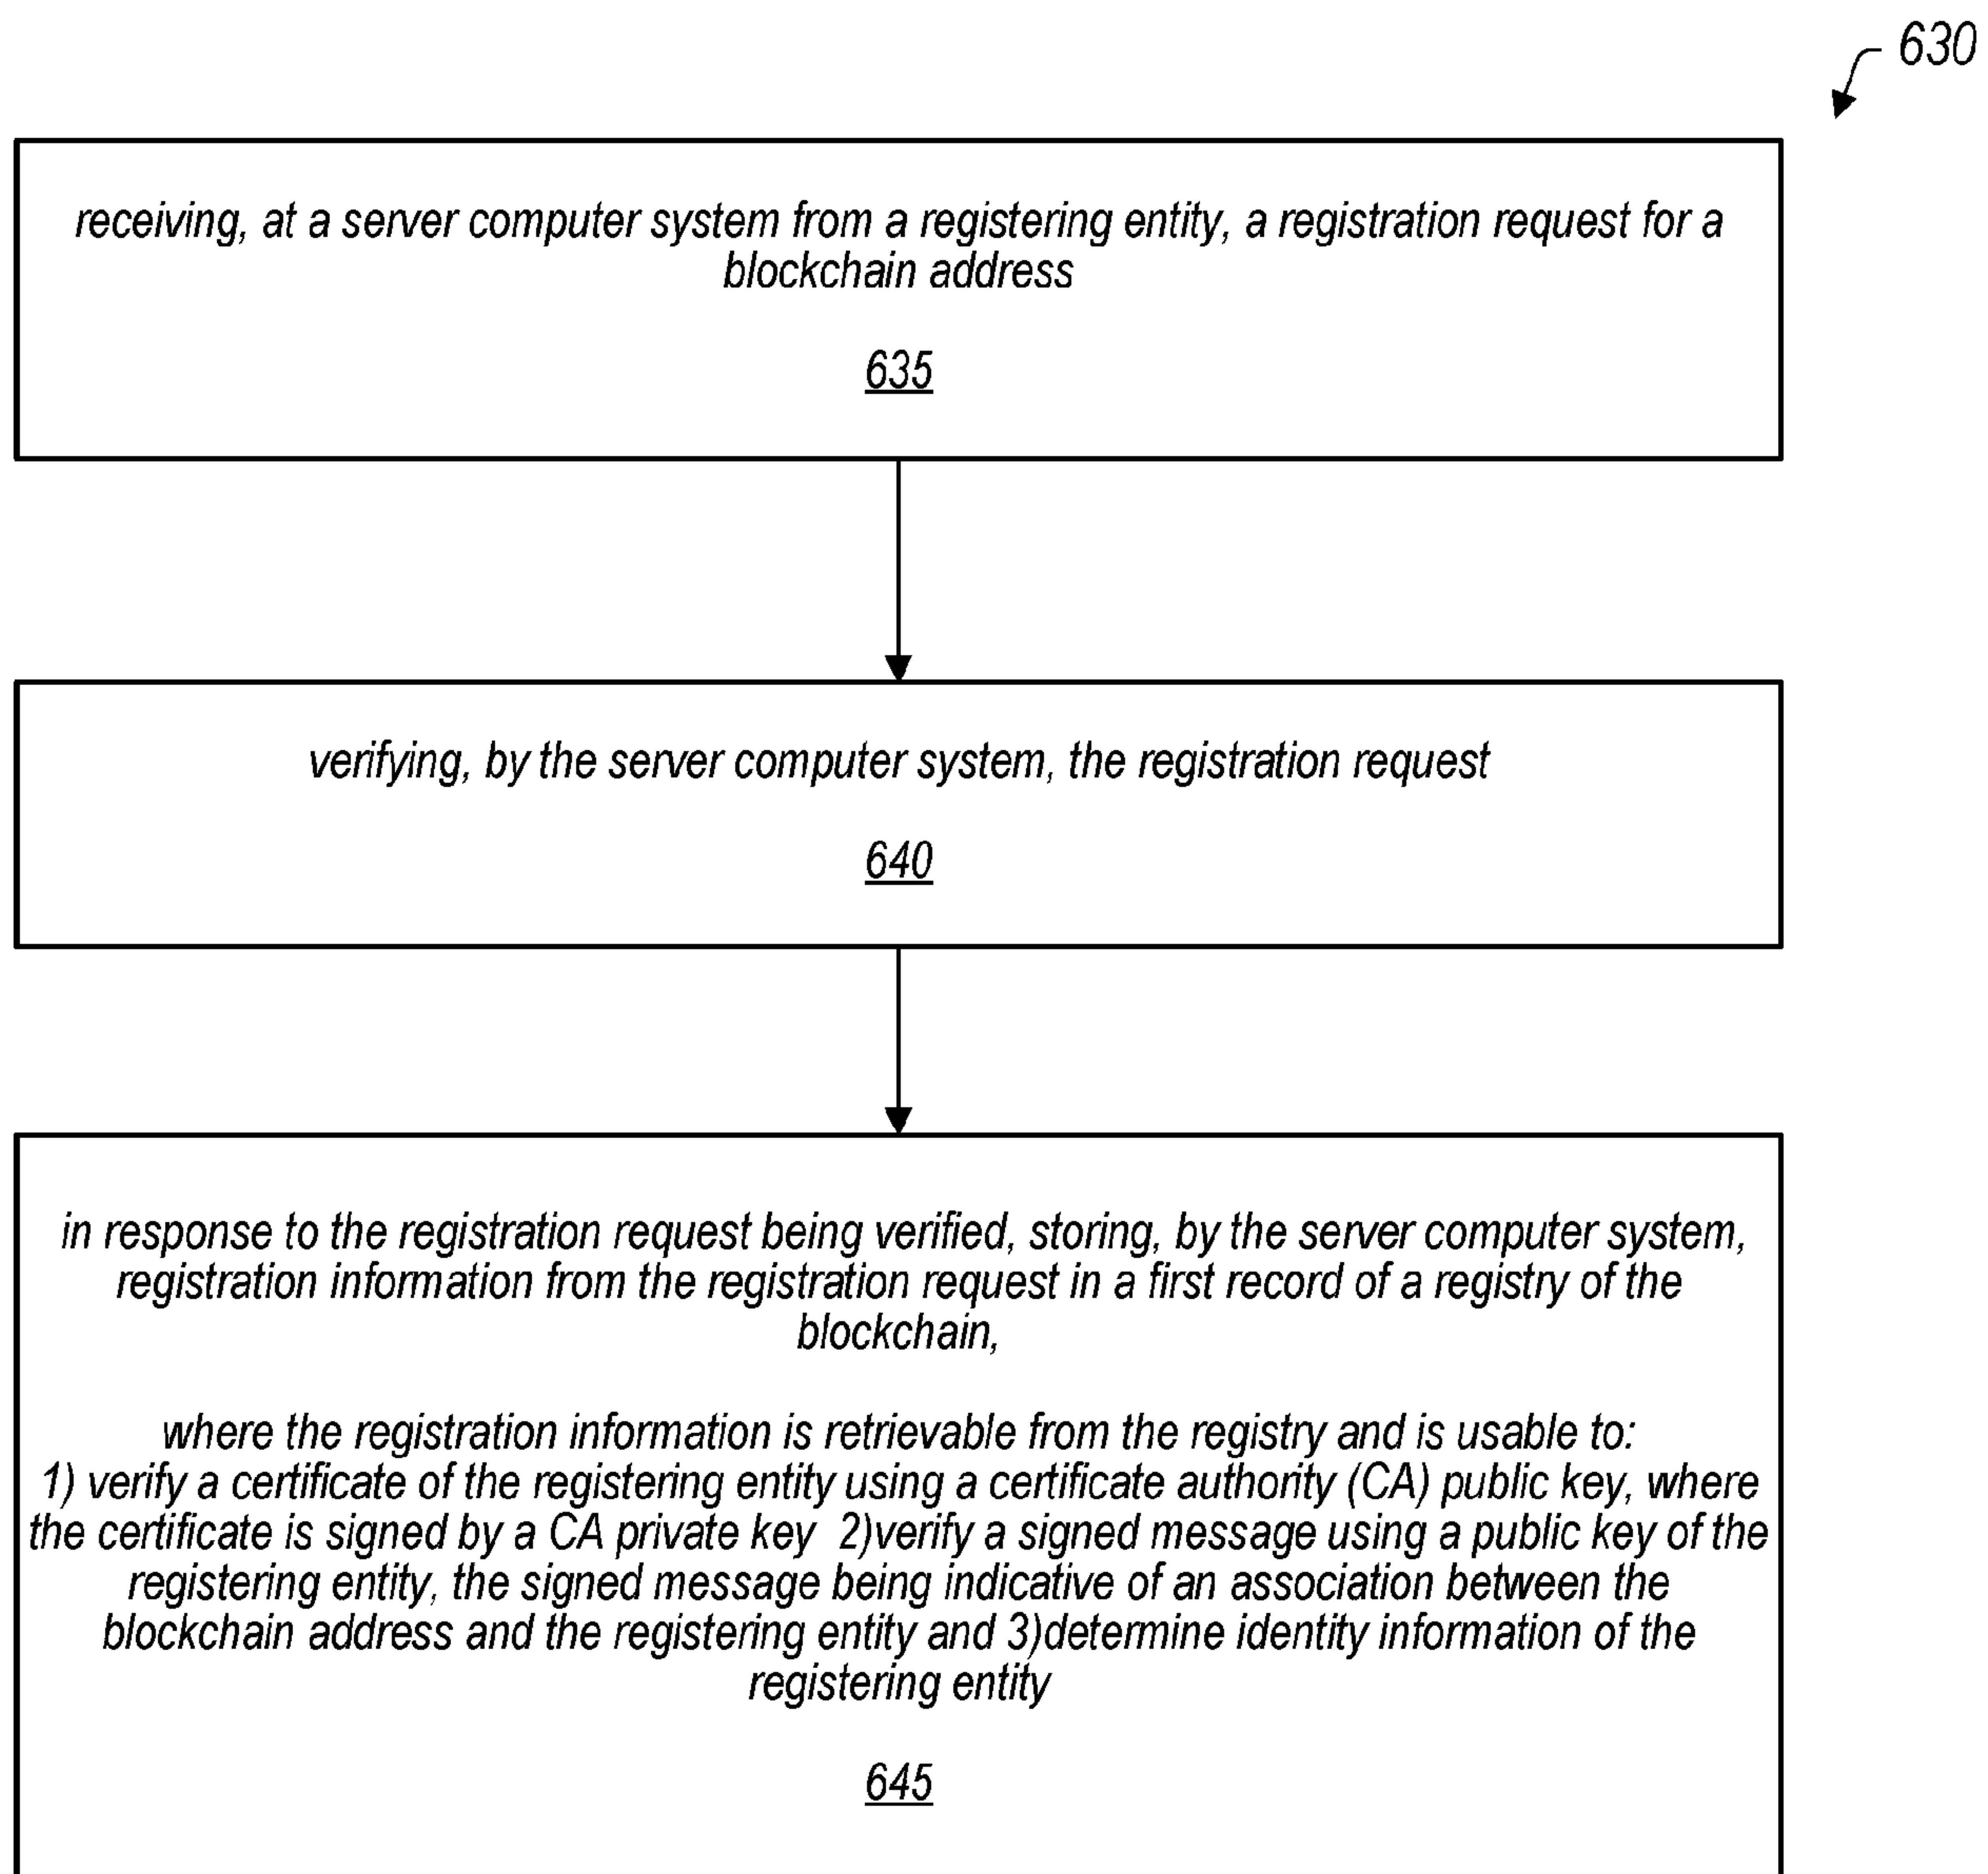 630
receiving, at a server computer system from a registering entity, a registration request for a
blockchain address
635
verifying, by the server computer system, the registration request
640
in response to the registration request being verified, storing, by the server computer system,
registration information from the registration request in a first record of a registry of the
blockchain,
where the registration information is retrievable from the registry and is usable to:
1) verify a certificate of the registering entity using a certificate authority (CA) public key, where
the certificate is signed by a CA private key 2)verify a signed message using a public key of the
registering entity, the signed message being indicative of an association between the
blockchain address and the registering entity and 3)determine identity information of the
registering entity
645